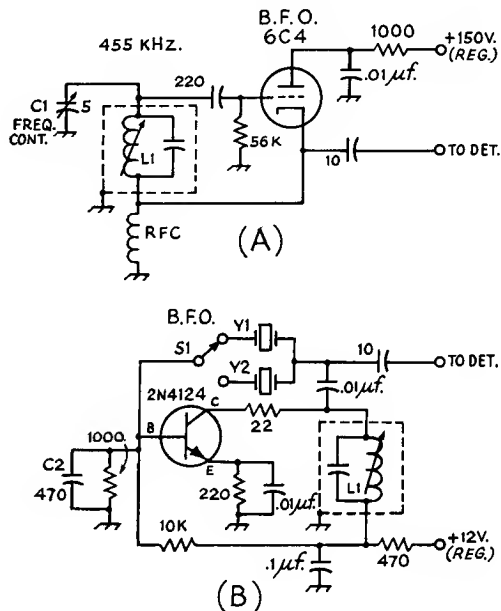 B.F.O.
6C4
455 KHz.
1000
+150V.
(REG.)
.01µf.
220
C1
5
FREQ.
CONT.
L1
56K
10
TO DET.
RFC
(A)
B.F.O.
Y1
S1
Y2
10
TO DET.
2N4124
C
.01µf.
22
B
1000
E
C2
470
220
.01µf.
L1
10K
+12V.
(REG.)
.1µf.
470
(B)